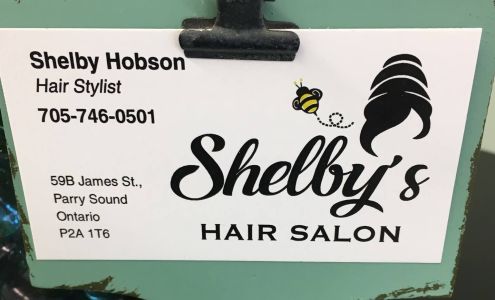 Shelby Hobson
Hair Stylist
705-746-0501
59B James St.,
Parry Sound
Ontario
P2A 1T6
Shelby's
HAIR SALON